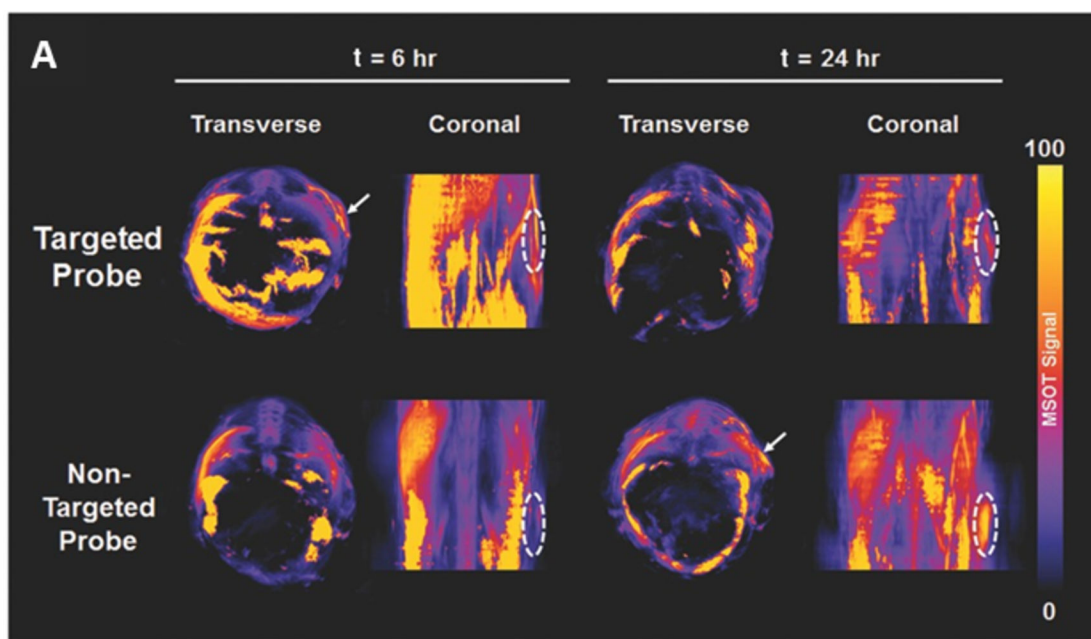 A
t = 6 hr
t = 24 hr
Transverse
Coronal
Transverse
Coronal
100
Targeted
Probe
MSOT Signal
Non-
Targeted
Probe
0